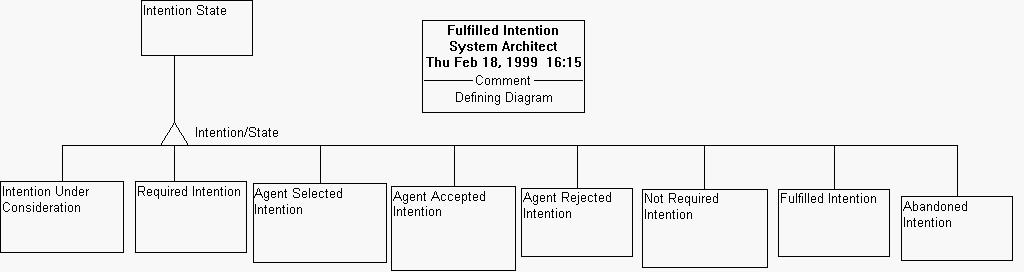 Intention State
Fulfilled Intention
System Architect
Thu Feb 18, 1999  16:15
Comment
Defining Diagram
Intention/State
Intention Under
Consideration
Required Intention
Agent Selected
Intention
Agent Accepted
Intention
Agent Rejected
Intention
Not Required
Intention
Fulfilled Intention
Abandoned
Intention